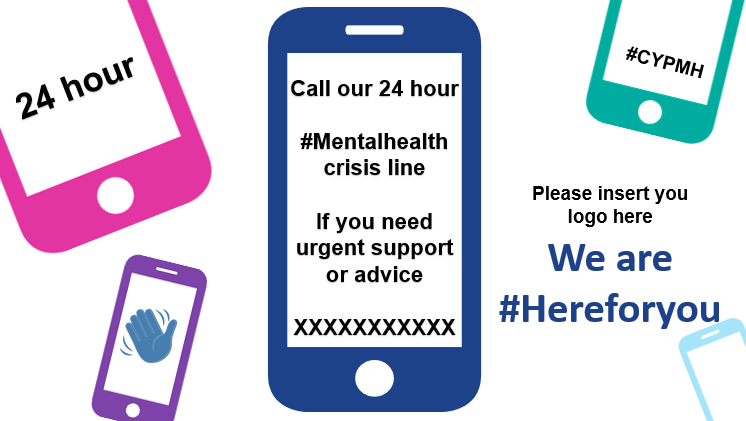 24 hour
Call our 24 hour
#Mentalhealth
crisis line
If you need
urgent support
or advice
XXXXXXXXXXX
#CYPMH
Please insert you
logo here
We are
#Hereforyou